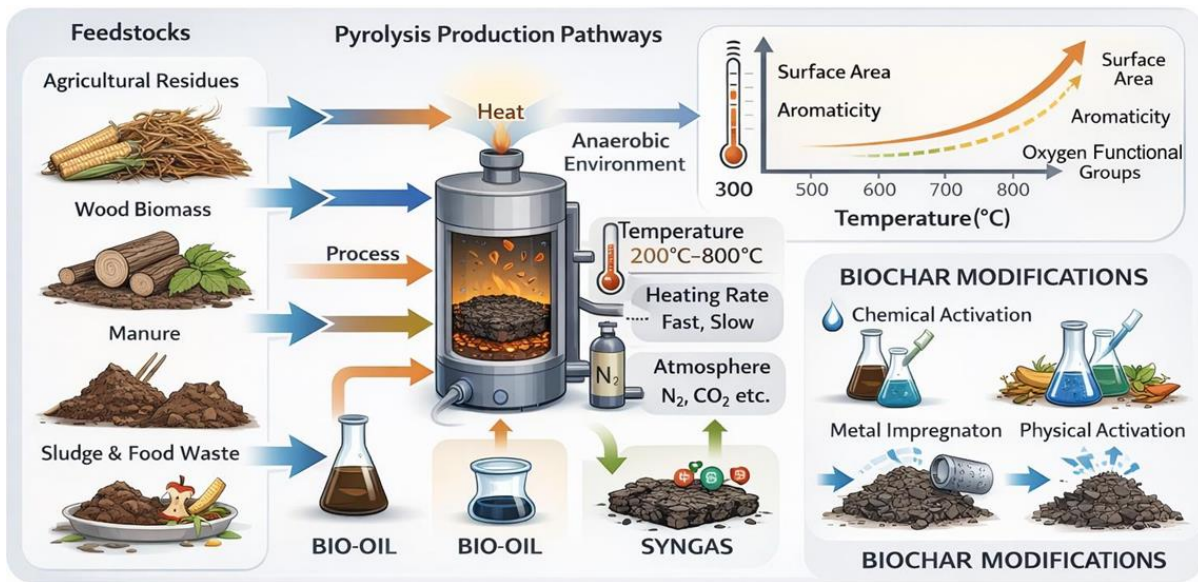 Feedstocks
Agricultural Residues
Wood Biomass
Manure
Sludge & Food Waste
Pyrolysis Production Pathways
Heat
Anaerobic
Environment
Process
Temperature
200°C–800°C
Heating Rate
Fast, Slow
N₂
Atmosphere
N₂, CO₂ etc.
BIO-OIL
BIO-OIL
SYNGAS
Surface Area
Aromaticity
Surface
Area
Aromaticity
Oxygen Functional
Groups
300
500
600
700
800
Temperature (°C)
BIOCHAR MODIFICATIONS
Chemical Activation
Metal Impregnaton
Physical Activation
BIOCHAR MODIFICATIONS